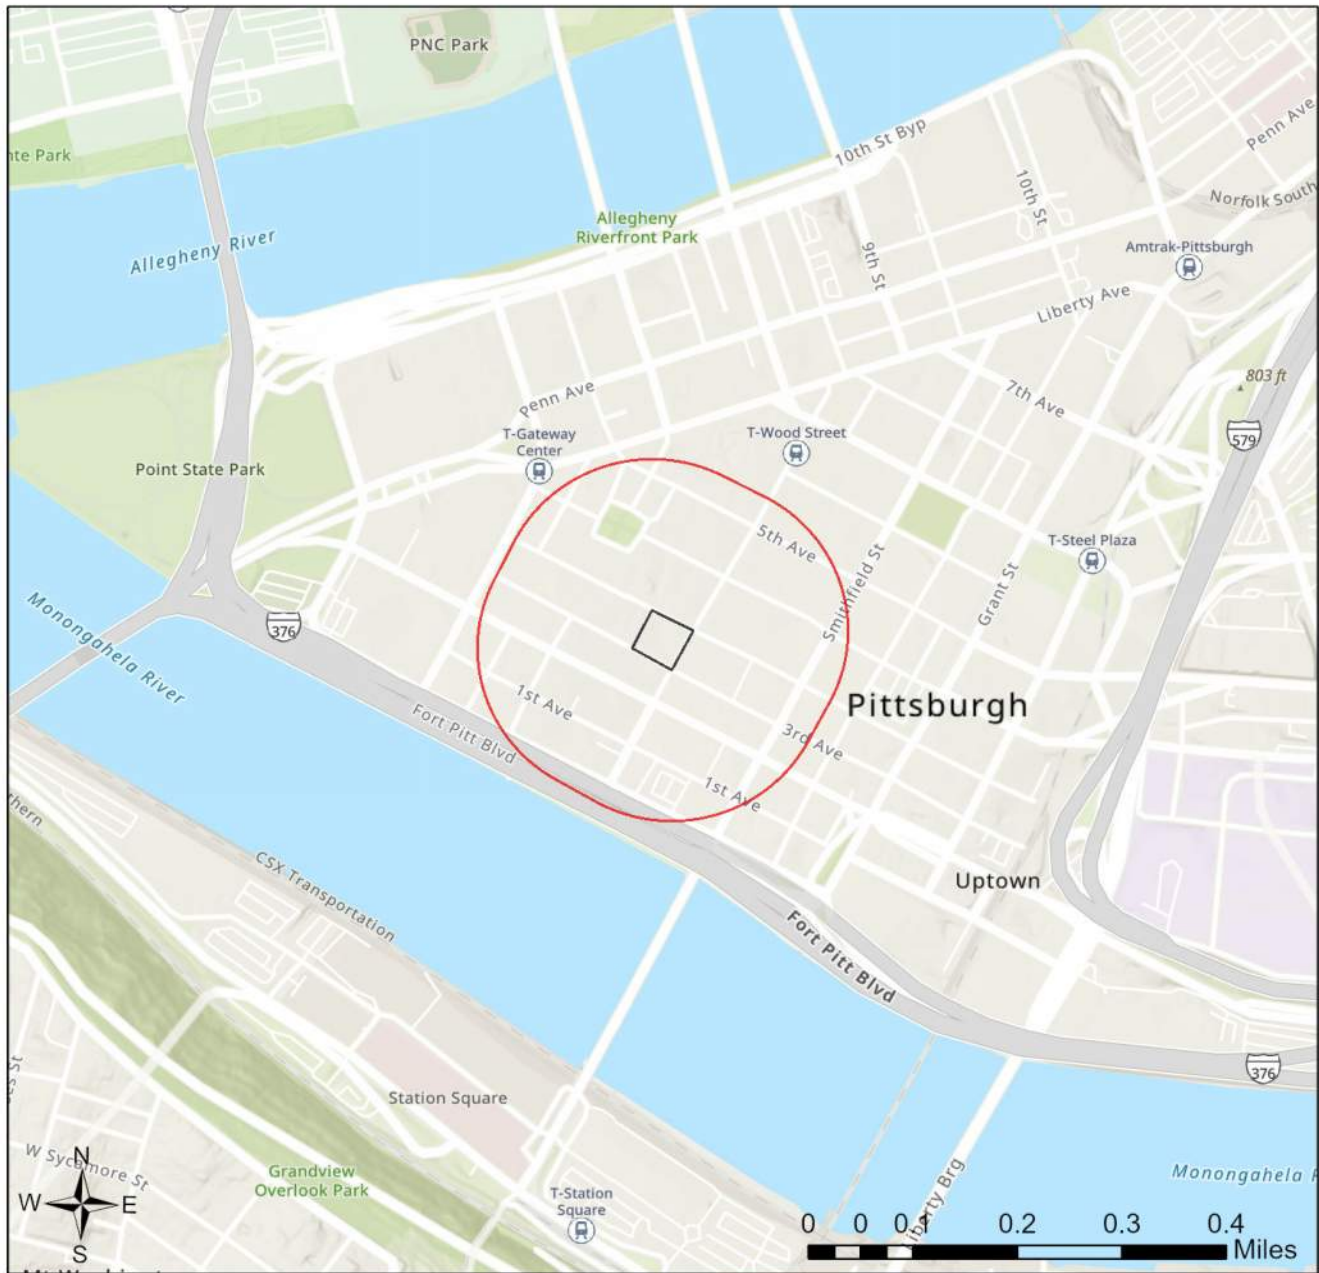 PNC Park
nte Park
10th St Byp
Penn Ave
10th St
Norfolk South
Allegheny
Riverfront Park
Allegheny River
9th St
Amtrak-Pittsburgh
Liberty Ave
803 ft
Penn Ave
7th Ave
T-Gateway
Center
T-Wood Street
579
Point State Park
5th Ave
T-Steel Plaza
Smithfield St
Grant St
Monongahela River
376
1st Ave
Fort Pitt Blvd
Pittsburgh
3rd Ave
1st Ave
thern
CSX Transportation
Uptown
Fort Pitt Blvd
376
Station Square
W Sycamore St
Grandview
Overlook Park
T-Station
Square
Liberty Brg
Monongahela R
N
W E
S
0 0 0.1 0.2 0.3 0.4
Miles